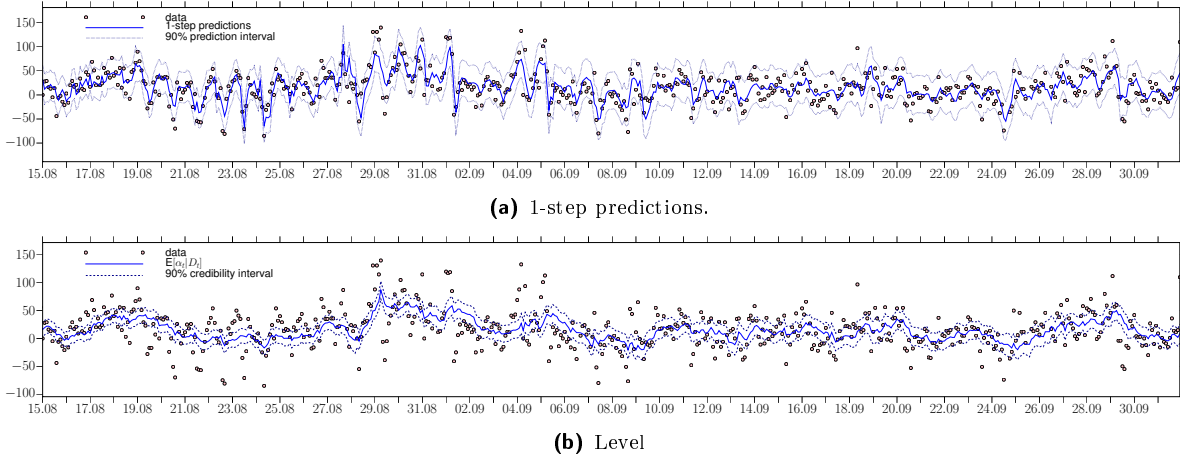 150
100
50
0
−50
−100
data
1-step predictions
90% prediction interval
15.08 17.08 19.08 21.08 23.08 25.08 27.08 29.08 31.08 02.09 04.09 06.09 08.09 10.09 12.09 14.09 16.09 18.09 20.09 22.09 24.09 26.09 28.09 30.09
(a) 1-step predictions.
150
100
50
0
−50
−100
data
E[α_t|D_t]
90% credibility interval
15.08 17.08 19.08 21.08 23.08 25.08 27.08 29.08 31.08 02.09 04.09 06.09 08.09 10.09 12.09 14.09 16.09 18.09 20.09 22.09 24.09 26.09 28.09 30.09
(b) Level